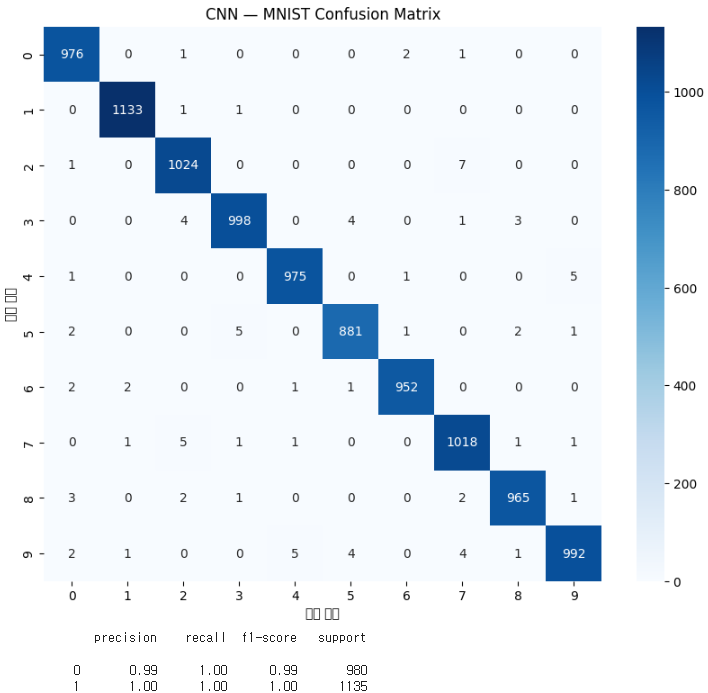 CNN — MNIST Confusion Matrix
0 976 0 1 0 0 0 2 1 0 0
1 0 1133 1 1 0 0 0 0 0 0
2 1 0 1024 0 0 0 0 7 0 0
3 0 0 4 998 0 4 0 1 3 0
4 1 0 0 0 975 0 1 0 0 5
5 2 0 0 5 0 881 1 0 2 1
6 2 2 0 0 1 1 952 0 0 0
7 0 1 5 1 1 0 0 1018 1 1
8 3 0 2 1 0 0 0 2 965 1
9 2 1 0 0 5 4 0 4 1 992
0 1 2 3 4 5 6 7 8 9
1000
800
600
400
200
0
precision recall f1-score support
0 0.99 1.00 0.99 980
1 1.00 1.00 1.00 1135